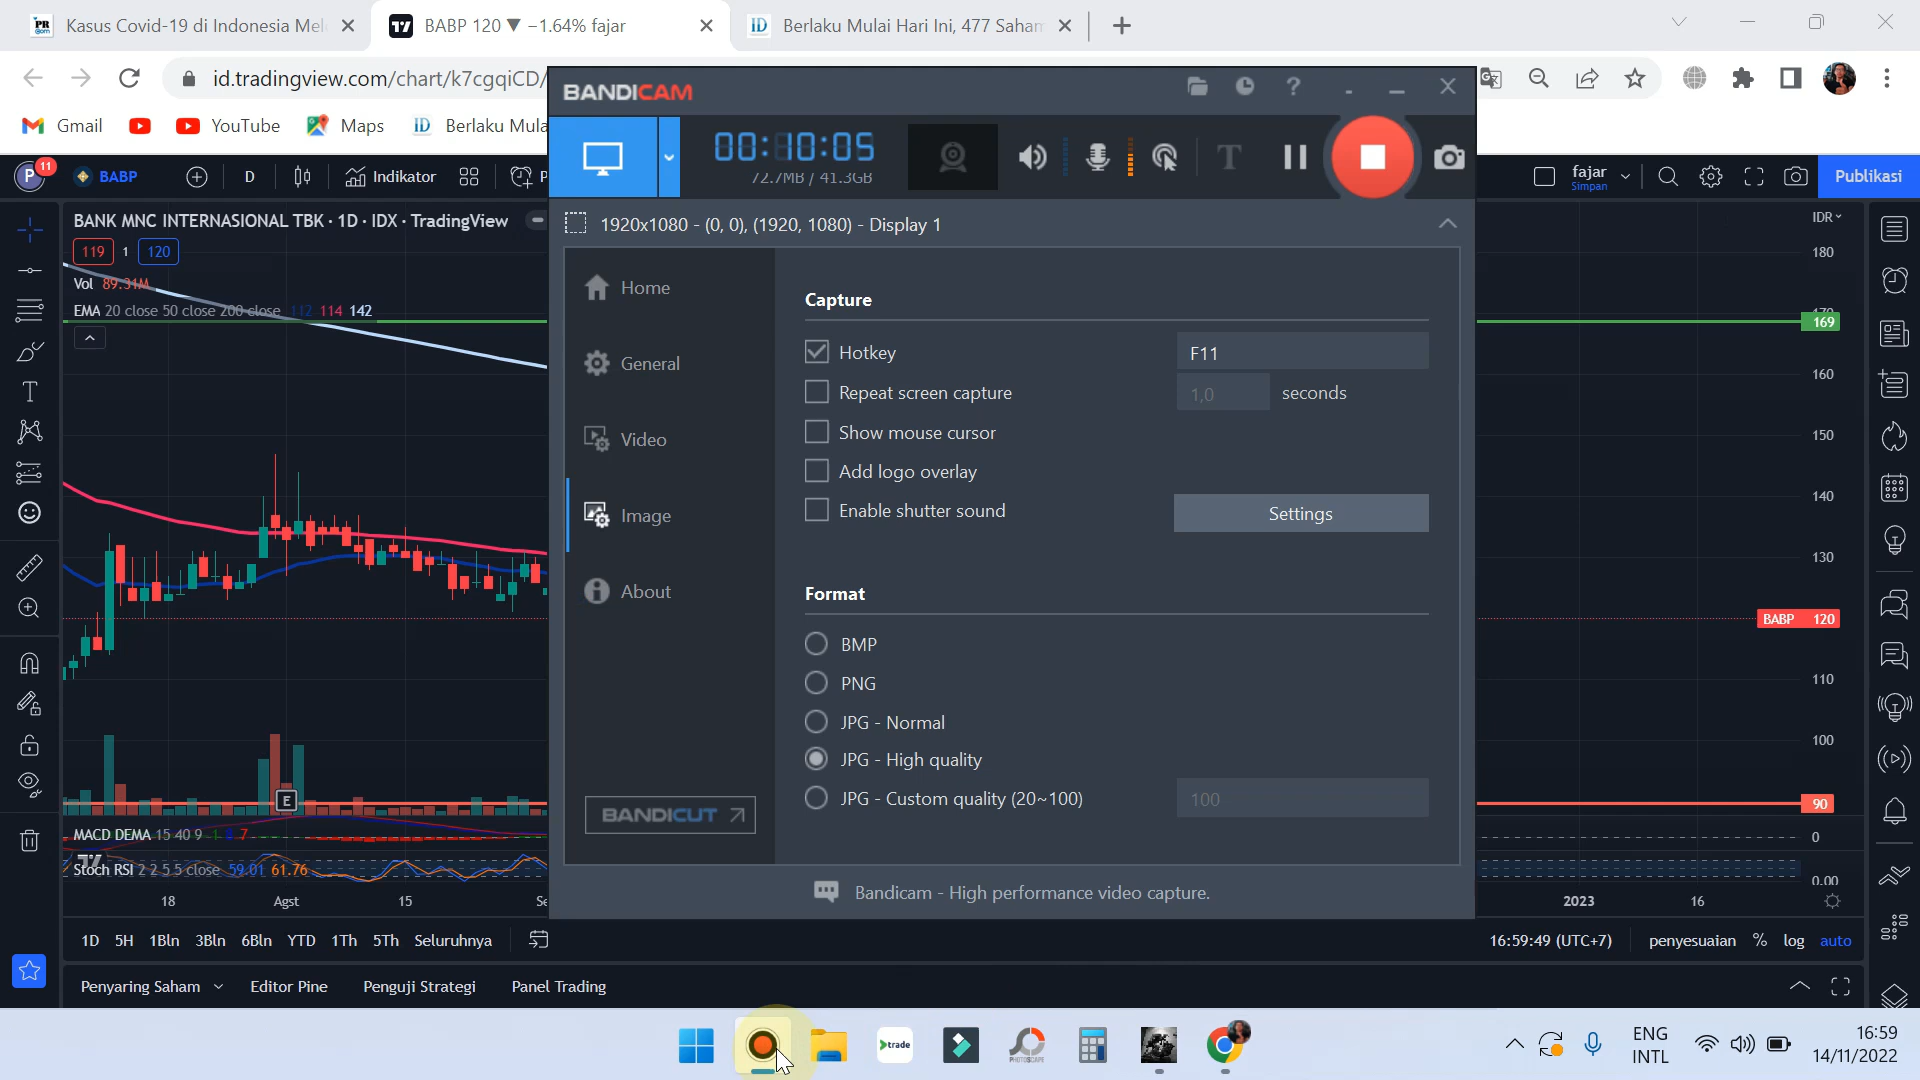 PR
.com
Kasus Covid-19 di Indonesia Mel
BABP 120 ▼ −1.64% fajar
ID
Berlaku Mulai Hari Ini, 477 Saham
id.tradingview.com/chart/k7cgqiCD/
Gmail
YouTube
Maps
ID
Berlaku Mula
BANDICAM
00:10:05
72.7MB / 41.3GB
P
11
BABP
D
Indikator
P
fajar
Simpan
Publikasi
1920x1080 - (0, 0), (1920, 1080) - Display 1
BANK MNC INTERNASIONAL TBK · 1D · IDX · TradingView
119
1
120
Vol 89.31M
EMA 20 close 50 close 200 close 112 114 142
Home
General
Video
Image
About
BANDICUT
Capture
Hotkey
F11
Repeat screen capture
1,0
seconds
Show mouse cursor
Add logo overlay
Enable shutter sound
Settings
Format
BMP
PNG
JPG - Normal
JPG - High quality
JPG - Custom quality (20~100)
100
Bandicam - High performance video capture.
IDR
180
169
160
150
140
130
BABP 120
110
100
90
0
0.00
E
MACD DEMA 15 40 9
7
Stoch RSI 2 2 5 5 close 59.01 61.76
18
Agst
15
Se
2023
16
1D
5H
1Bln
3Bln
6Bln
YTD
1Th
5Th
Seluruhnya
16:59:49 (UTC+7)
penyesuaian
%
log
auto
Penyaring Saham
Editor Pine
Penguji Strategi
Panel Trading
trade
PHOTOSCAPE
ENG
INTL
16:59
14/11/2022